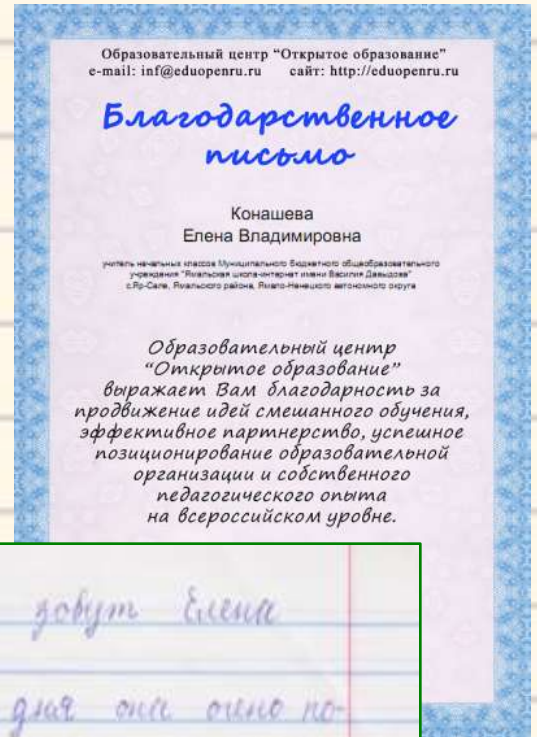 Образовательный центр "Открытое образование"
e-mail: inf@eduopenru.ru сайт: http://eduopenru.ru
Благодарственное
письмо
Конашева
Елена Владимировна
учитель начальных классов Муниципального бюджетного общеобразовательного
учреждения "Ямальская школа-интернат имени Василия Давыдова"
с.Яр-Сале, Ямальского района, Ямало-Ненецкого автономного округа
Образовательный центр
"Открытое образование"
выражает Вам благодарность за
продвижение идей смешанного обучения,
эффективное партнерство, успешное
позиционирование образовательной
организации и собственного
педагогического опыта
на всероссийском уровне.
зовут Елена
для она по-